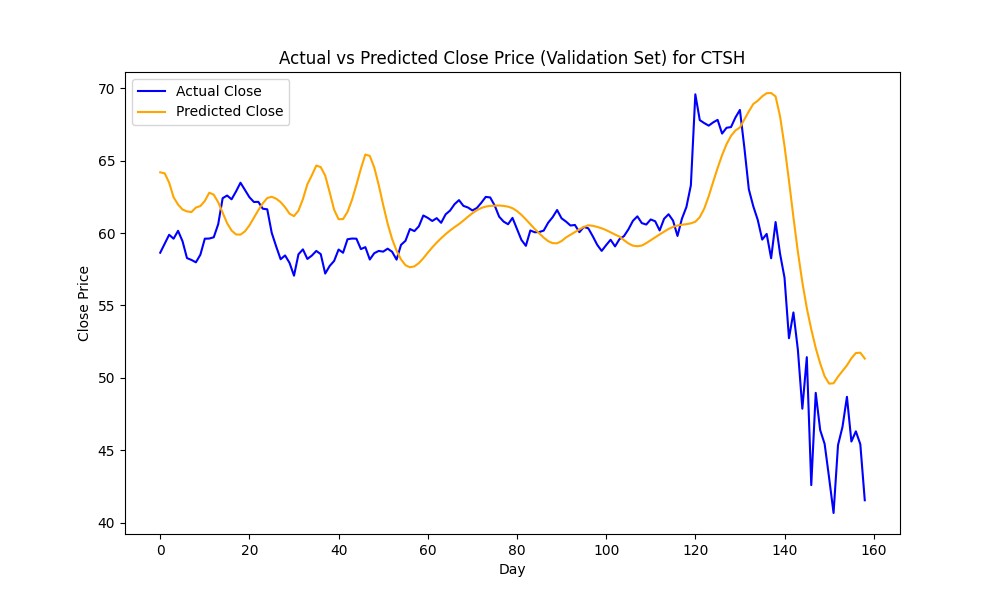 Actual vs Predicted Close Price (Validation Set) for CTSH
Actual Close
Predicted Close
Close Price
70
65
60
55
50
45
40
0 20 40 60 80 100 120 140 160
Day